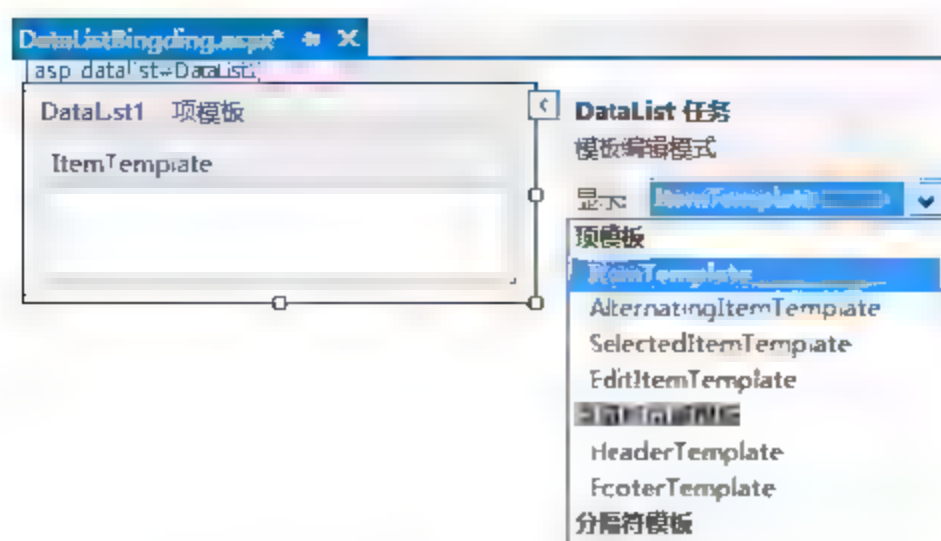 DataListBingding.aspx*
asp:datalist#DataList1
DataList1 项模板
ItemTemplate
DataList 任务
模板编辑模式
显示: ItemTemplate
项模板
ItemTemplate
AlternatingItemTemplate
SelectedItemTemplate
EditItemTemplate
HeaderTemplate
FooterTemplate
分隔符模板